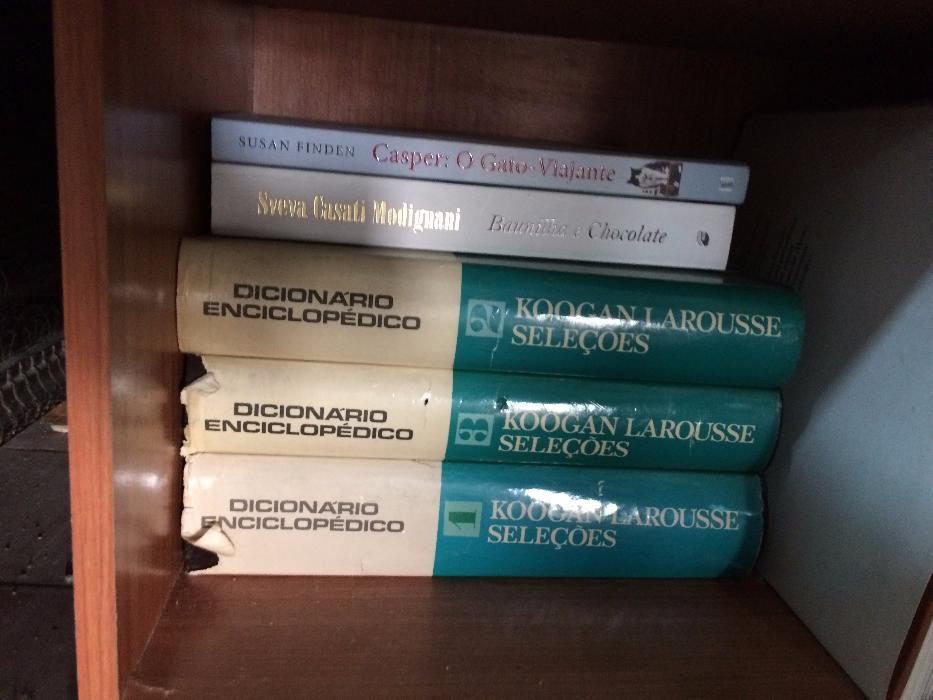 SUSAN FINDEN Casper: O Gato-Viajante
Sveva Casati Modignani Baunilha e Chocolate
DICIONÁRIO
ENCICLOPÉDICO
2
KOOGAN LAROUSSE
SELEÇÕES
DICIONÁRIO
ENCICLOPÉDICO
3
KOOGAN LAROUSSE
SELEÇÕES
DICIONÁRIO
ENCICLOPÉDICO
1
KOOGAN LAROUSSE
SELEÇÕES